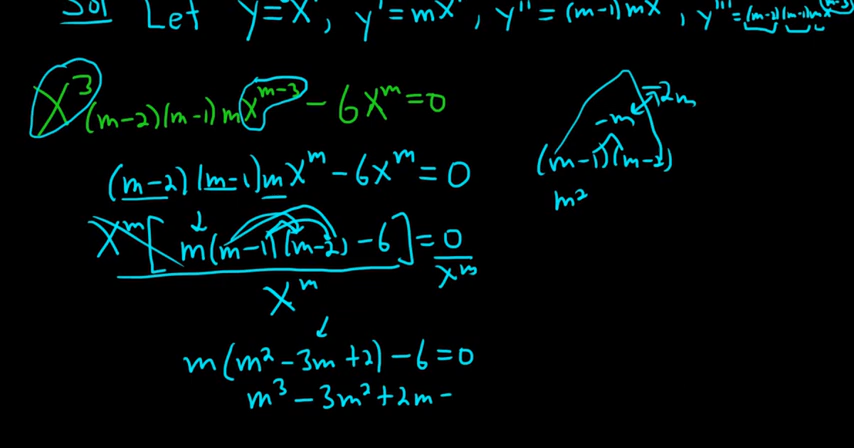 Sol Let y=x, y'=mx, y''=(m-1)mx, y'''=(m-2)(m-1)mx^(m-3)
x^3(m-2)(m-1)mx^(m-3) - 6x^m = 0
(m-2)(m-1)mx^m - 6x^m = 0
x^m[m(m-1)(m-2) - 6] = 0
x^m x^m
m(m^2 - 3m + 2) - 6 = 0
m^3 - 3m^2 + 2m -
-m -2m
(m-1)(m-2)
m^2